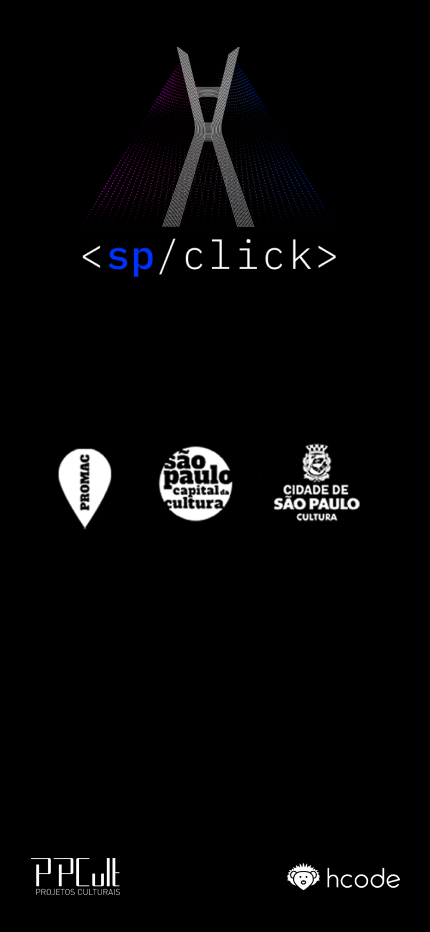 <sp/click>
PROMAC
são
paulo
capital da
cultura
CIDADE DE
SÃO PAULO
CULTURA
PPCult
PROJETOS CULTURAIS
hcode